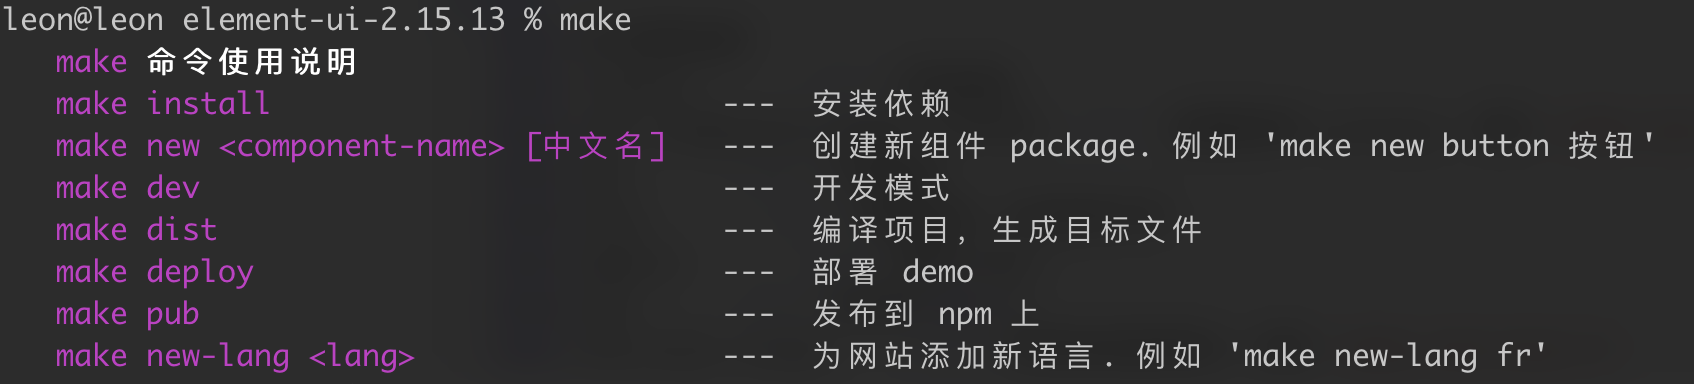 leon@leon element-ui-2.15.13 % make
make 命令使用说明
make install --- 安装依赖
make new <component-name> [中文名] --- 创建新组件 package. 例如 'make new button 按钮'
make dev --- 开发模式
make dist --- 编译项目，生成目标文件
make deploy --- 部署 demo
make pub --- 发布到 npm 上
make new-lang <lang> --- 为网站添加新语言. 例如 'make new-lang fr'